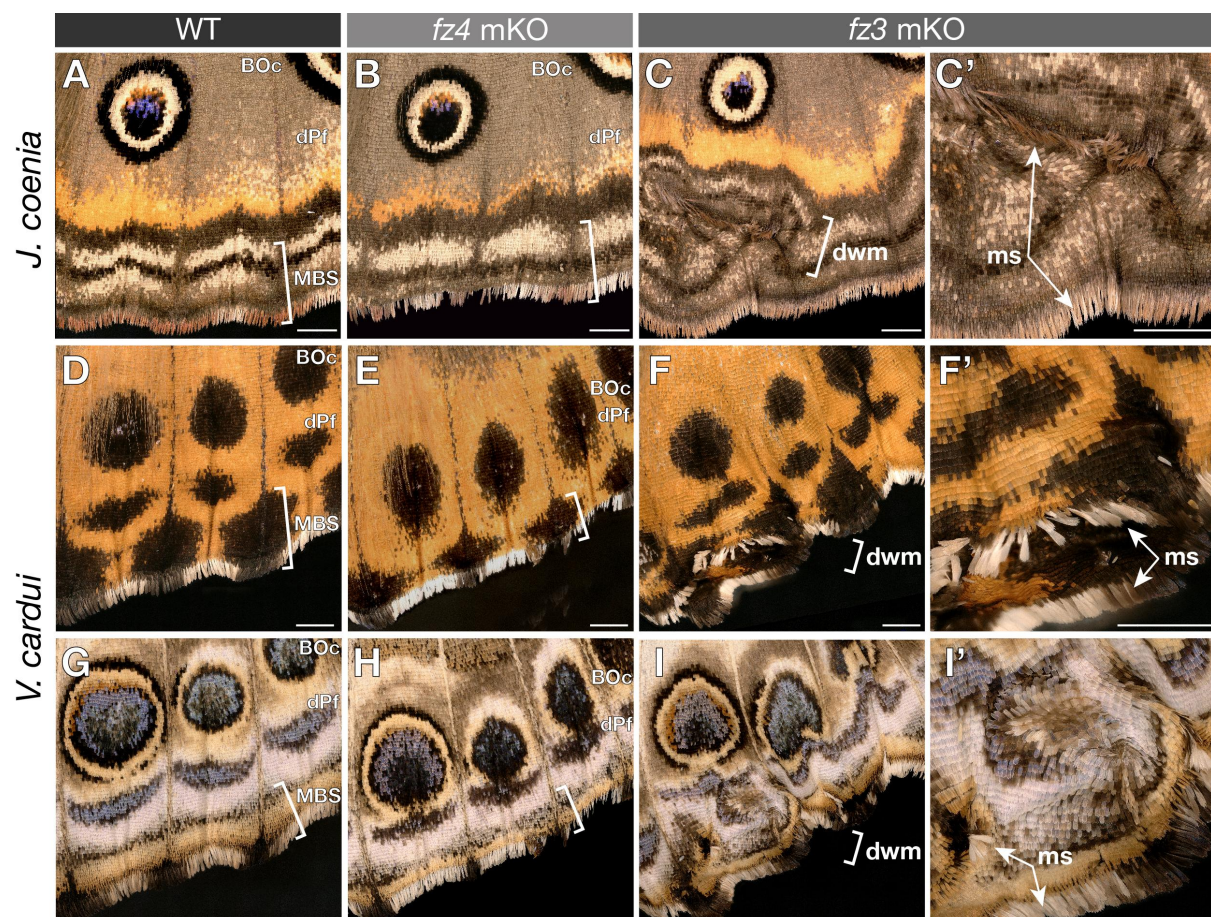 WT
fz4 mKO
fz3 mKO
J. coenia
A
BOc
dPf
MBS
B
BOc
dPf
C
dwm
C'
ms
V. cardui
D
BOc
dPf
MBS
E
BOc
dPf
F
dwm
F'
ms
G
BOc
dPf
MBS
H
BOc
dPf
I
dwm
I'
ms